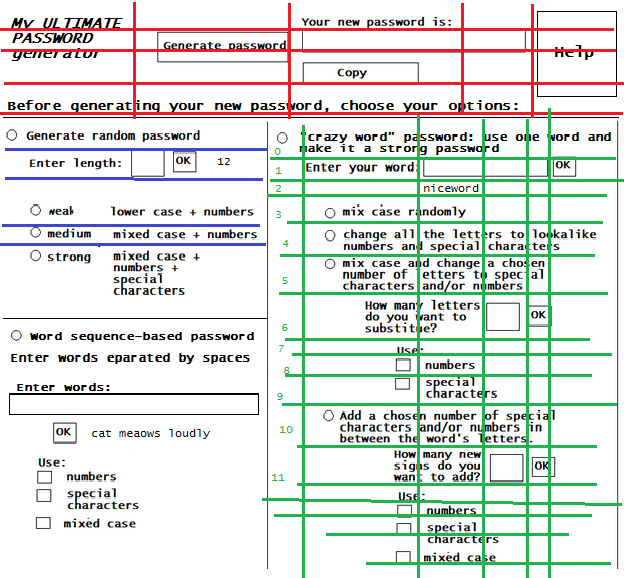 My ULTIMATE
PASSWORD
generator
Your new password is:
Generate password
Copy
Help
Before generating your new password, choose your options:
Generate random password
Enter length:
OK
12
weak
lower case + numbers
medium
mixed case + numbers
strong
mixed case +
numbers +
special
characters
Word sequence-based password
Enter words eparated by spaces
Enter words:
OK
cat meaows loudly
Use:
numbers
special
characters
mixed case
"crazy word" password: use one word and
make it a strong password
0
1
Enter your word:
OK
2
niceword
3
mix case randomly
4
change all the letters to lookalike
numbers and special characters
5
mix case and change a chosen
number of letters to special
characters and/or numbers
6
How many letters
do you want to
substitue?
OK
7
Use:
8
numbers
9
special
characters
10
Add a chosen number of special
characters and/or numbers in
between the word's letters.
11
How many new
signs do you
want to add?
OK
Use:
numbers
special
characters
mixed case